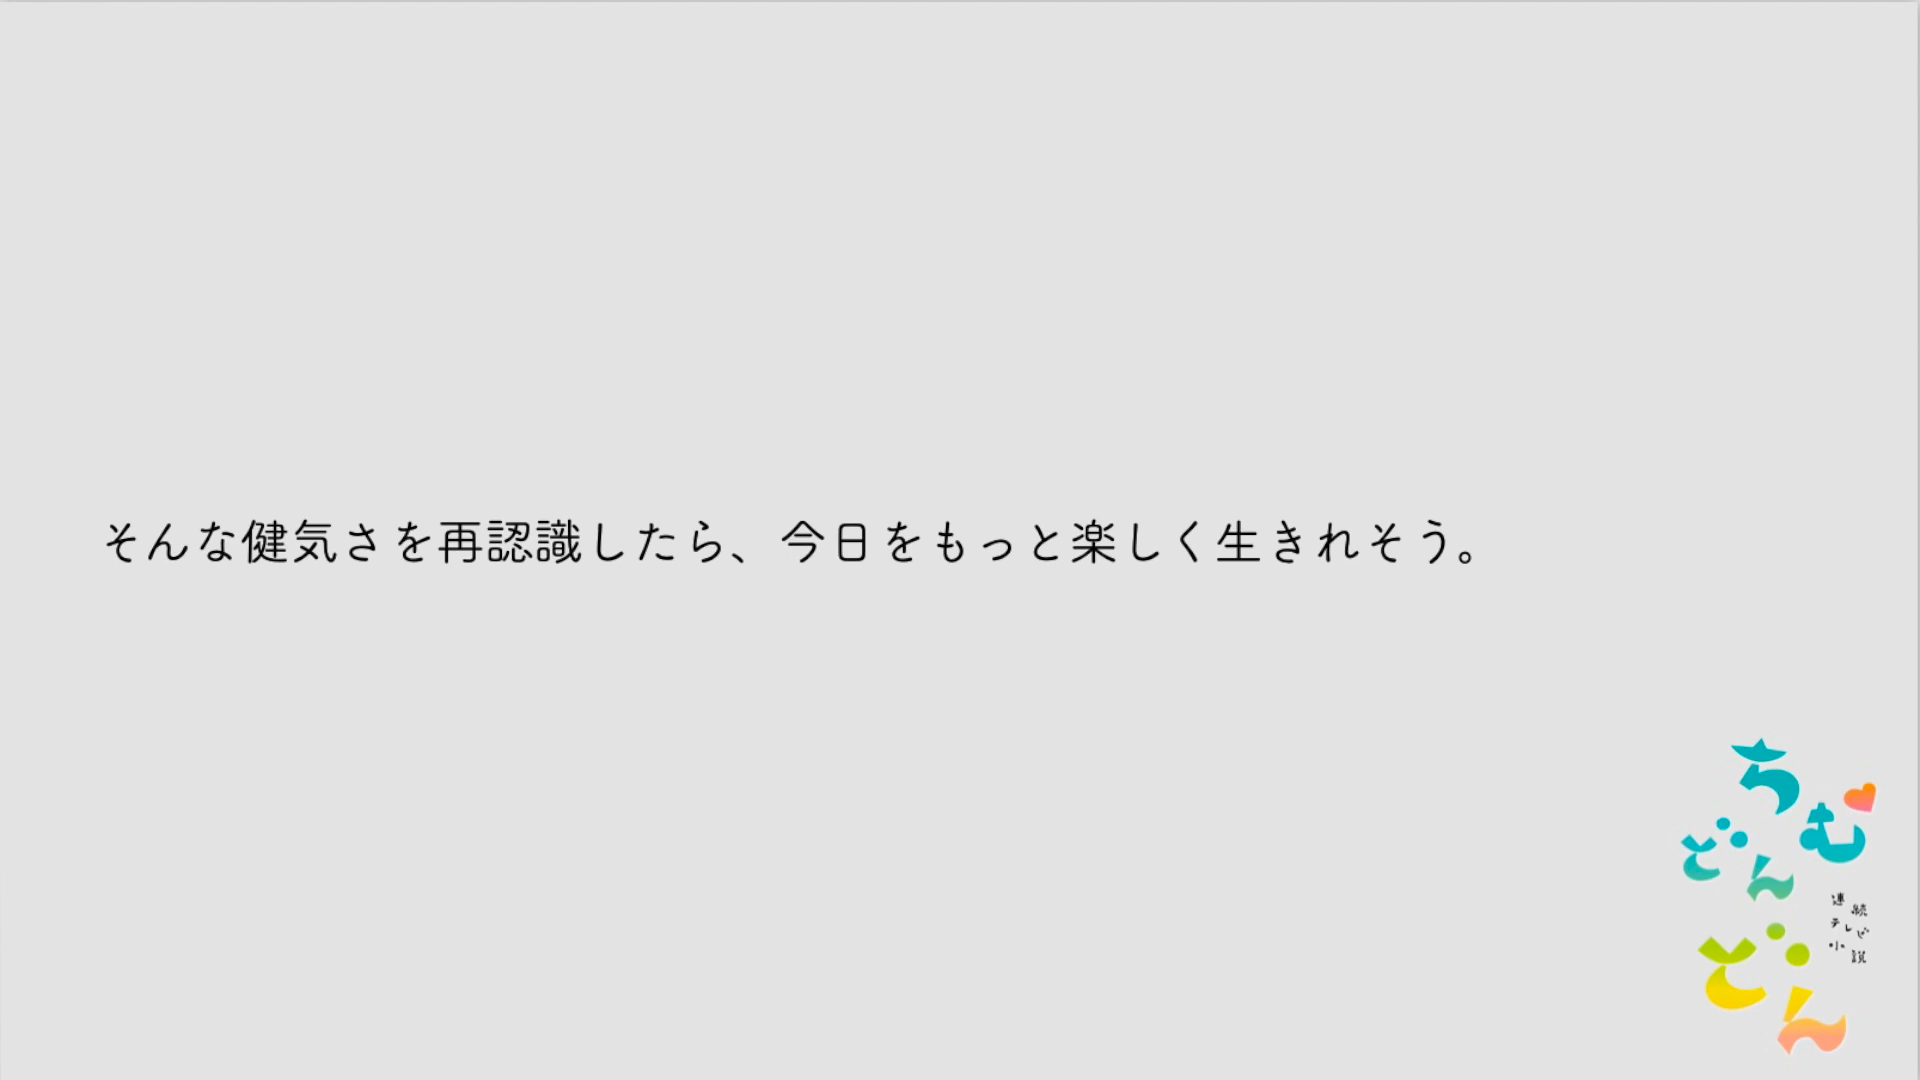 そんな健気さを再認識したら、今日をもっと楽しく生きれそう。
ちむ
どん
どん
連続
テレビ
小説